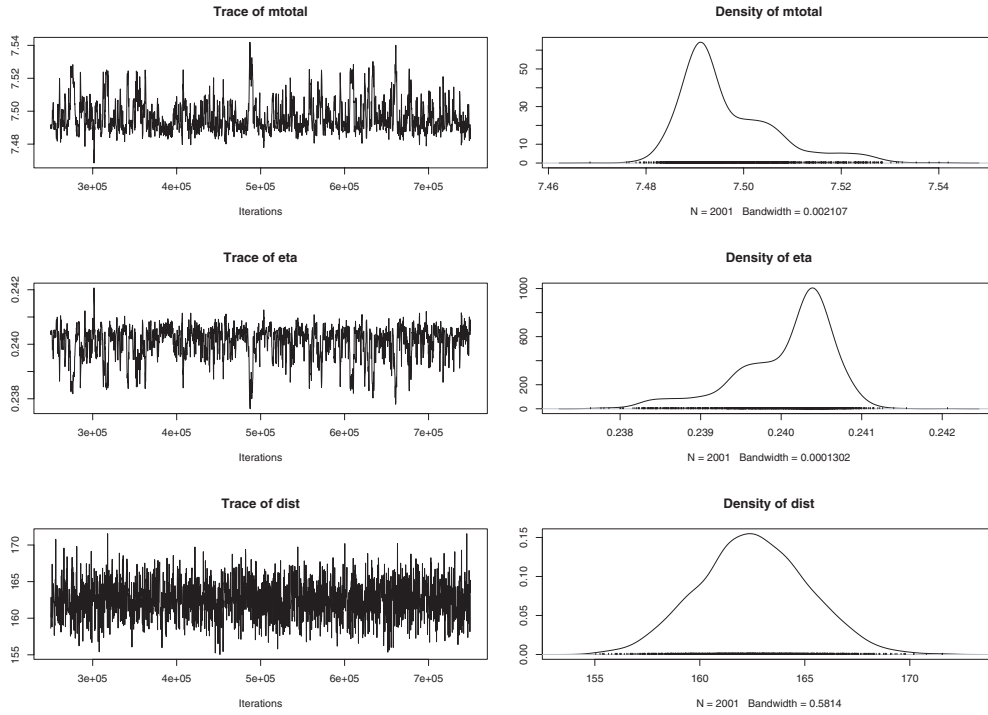 Trace of mtotal
7.48 7.50 7.52 7.54
3e+05 4e+05 5e+05 6e+05 7e+05
Iterations
Density of mtotal
0 10 30 50
7.46 7.48 7.50 7.52 7.54
N = 2001 Bandwidth = 0.002107
Trace of eta
0.238 0.240 0.242
3e+05 4e+05 5e+05 6e+05 7e+05
Iterations
Density of eta
0 200 600 1000
0.238 0.239 0.240 0.241 0.242
N = 2001 Bandwidth = 0.0001302
Trace of dist
155 160 165 170
3e+05 4e+05 5e+05 6e+05 7e+05
Iterations
Density of dist
0.00 0.05 0.10 0.15
155 160 165 170
N = 2001 Bandwidth = 0.5814